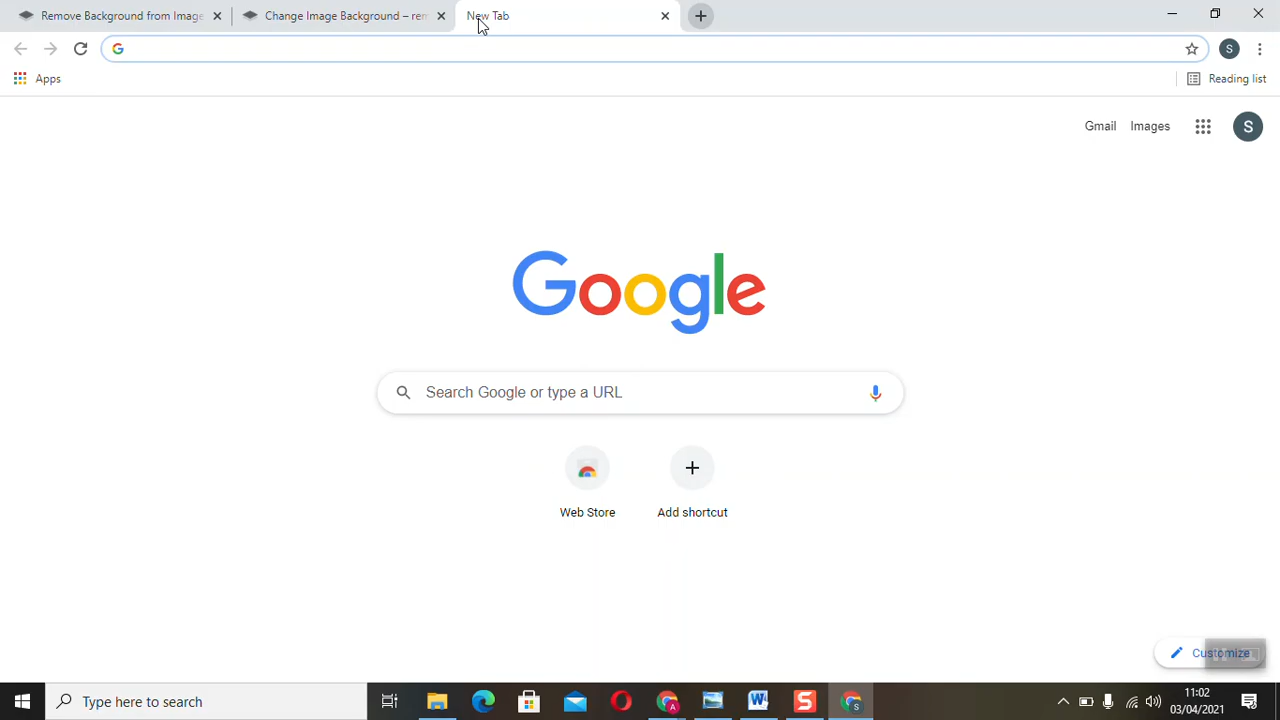 Remove Background from Image
Change Image Background – rem
New Tab
S
Apps
Reading list
Gmail
Images
S
Google
Search Google or type a URL
Web Store
Add shortcut
Customize
Type here to search
A
W
S
S
11:02
03/04/2021